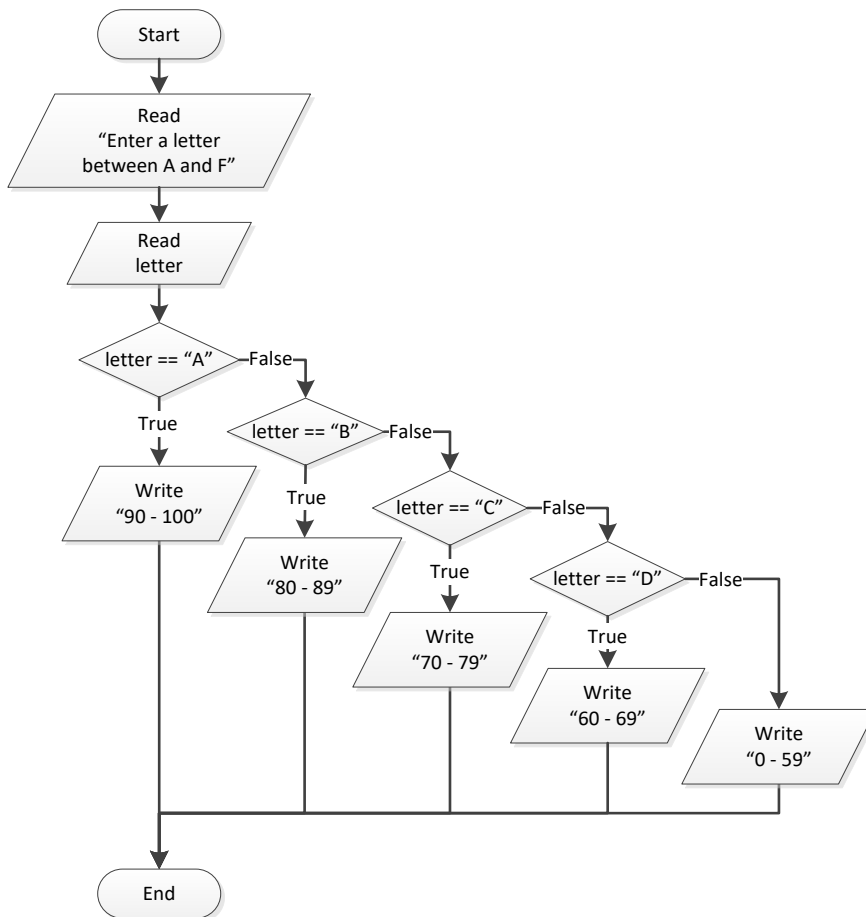 Start
Read
“Enter a letter
between A and F”
Read
letter
letter == “A”
False
True
letter == “B”
False
True
Write
“90 - 100”
letter == “C”
False
True
Write
“80 - 89”
letter == “D”
False
True
Write
“70 - 79”
Write
“60 - 69”
Write
“0 - 59”
End